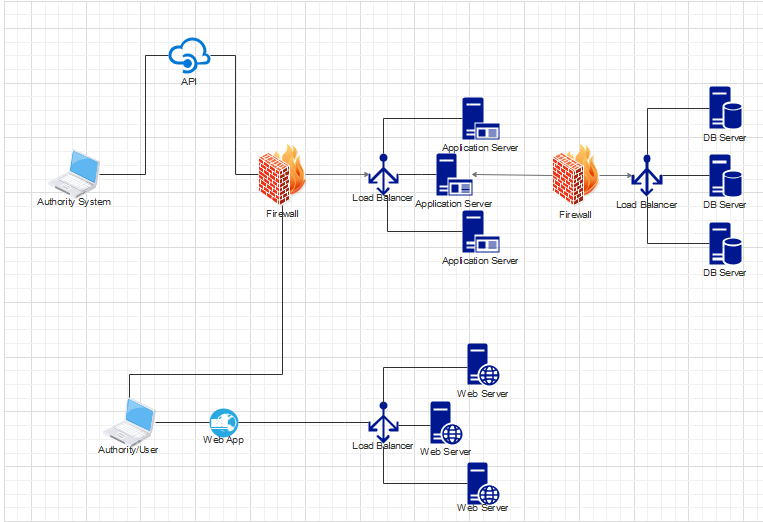 API
Authority System
Firewall
Load Balancer
Application Server
Application Server
Application Server
Firewall
Load Balancer
DB Server
DB Server
DB Server
Authority/User
Web App
Load Balancer
Web Server
Web Server
Web Server